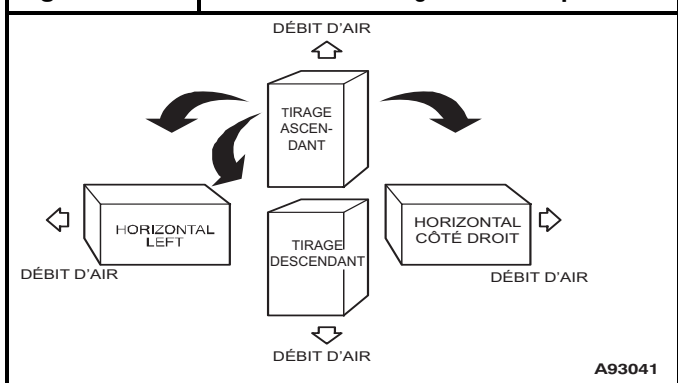 DÉBIT D'AIR
TIRAGE
ASCEN-
DANT
HORIZONTAL
LEFT
DÉBIT D'AIR
TIRAGE
DESCENDANT
HORIZONTAL
CÔTÉ DROIT
DÉBIT D'AIR
DÉBIT D'AIR
A93041